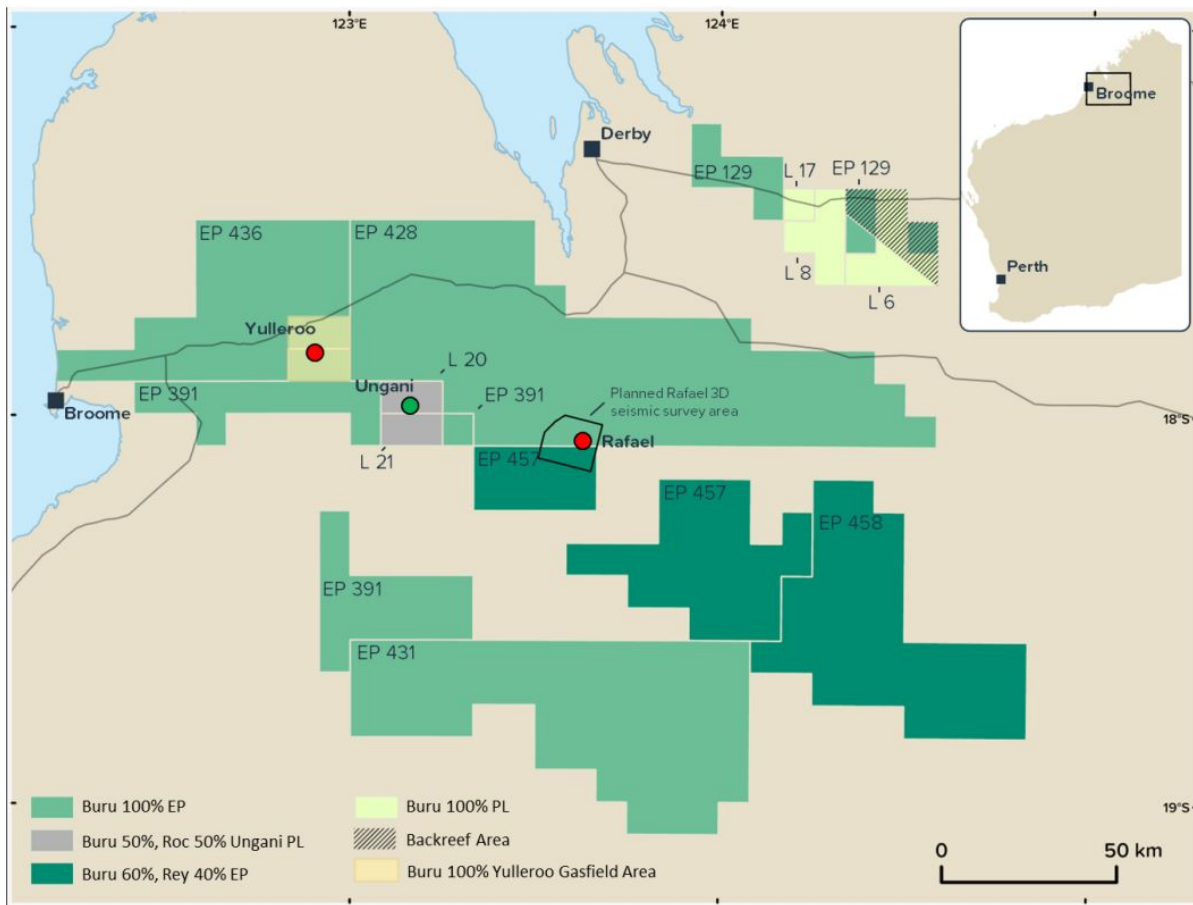 123°E
124°E
Broome
Perth
Derby
EP 129
L 17
EP 129
L 8
L 6
EP 436
EP 428
Yulleroo
L 20
Ungani
EP 391
EP 391
Planned Rafael 3D
seismic survey area
Broome
18°S
Rafael
L 21
EP 457
EP 457
EP 458
EP 391
EP 431
19°S
Buru 100% EP
Buru 100% PL
Buru 50%, Roc 50% Ungani PL
Backreef Area
Buru 60%, Rey 40% EP
Buru 100% Yulleroo Gasfield Area
0
50 km